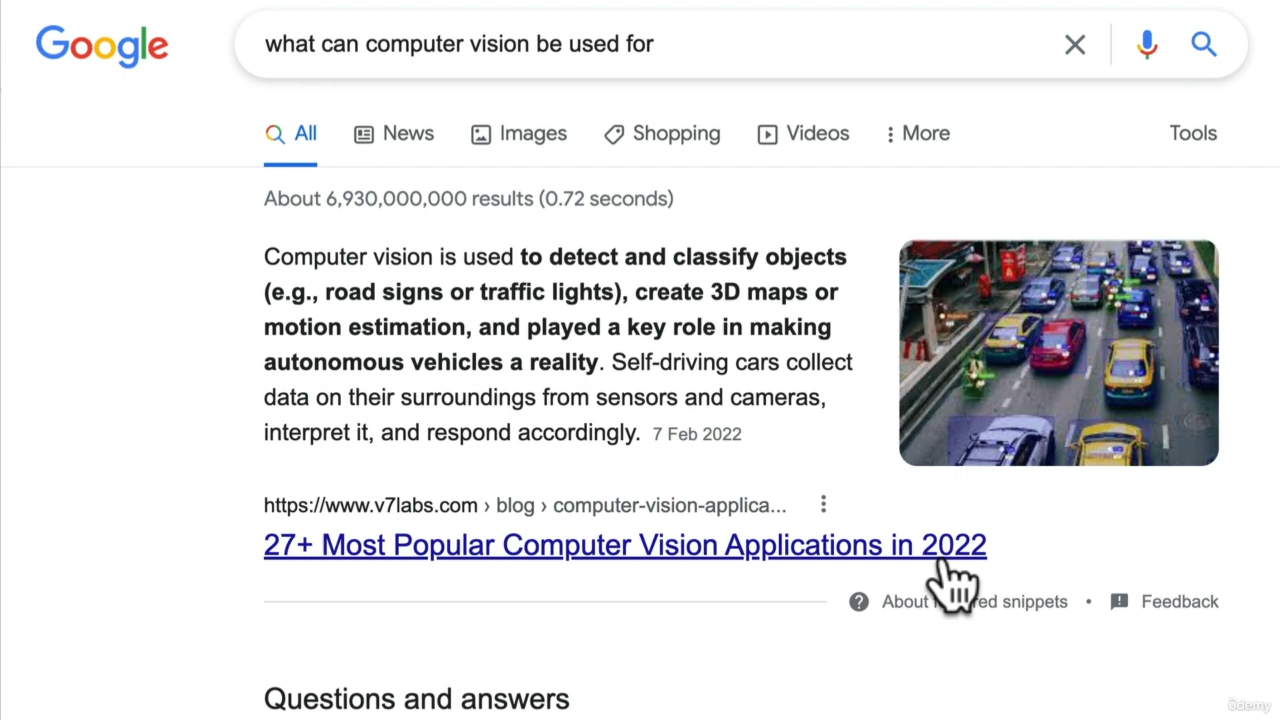 Google
what can computer vision be used for
All News Images Shopping Videos More Tools
About 6,930,000,000 results (0.72 seconds)
Computer vision is used to detect and classify objects
(e.g., road signs or traffic lights), create 3D maps or
motion estimation, and played a key role in making
autonomous vehicles a reality. Self-driving cars collect
data on their surroundings from sensors and cameras,
interpret it, and respond accordingly. 7 Feb 2022
https://www.v7labs.com › blog › computer-vision-applica...
27+ Most Popular Computer Vision Applications in 2022
About snippets • Feedback
Questions and answers
ûdemy